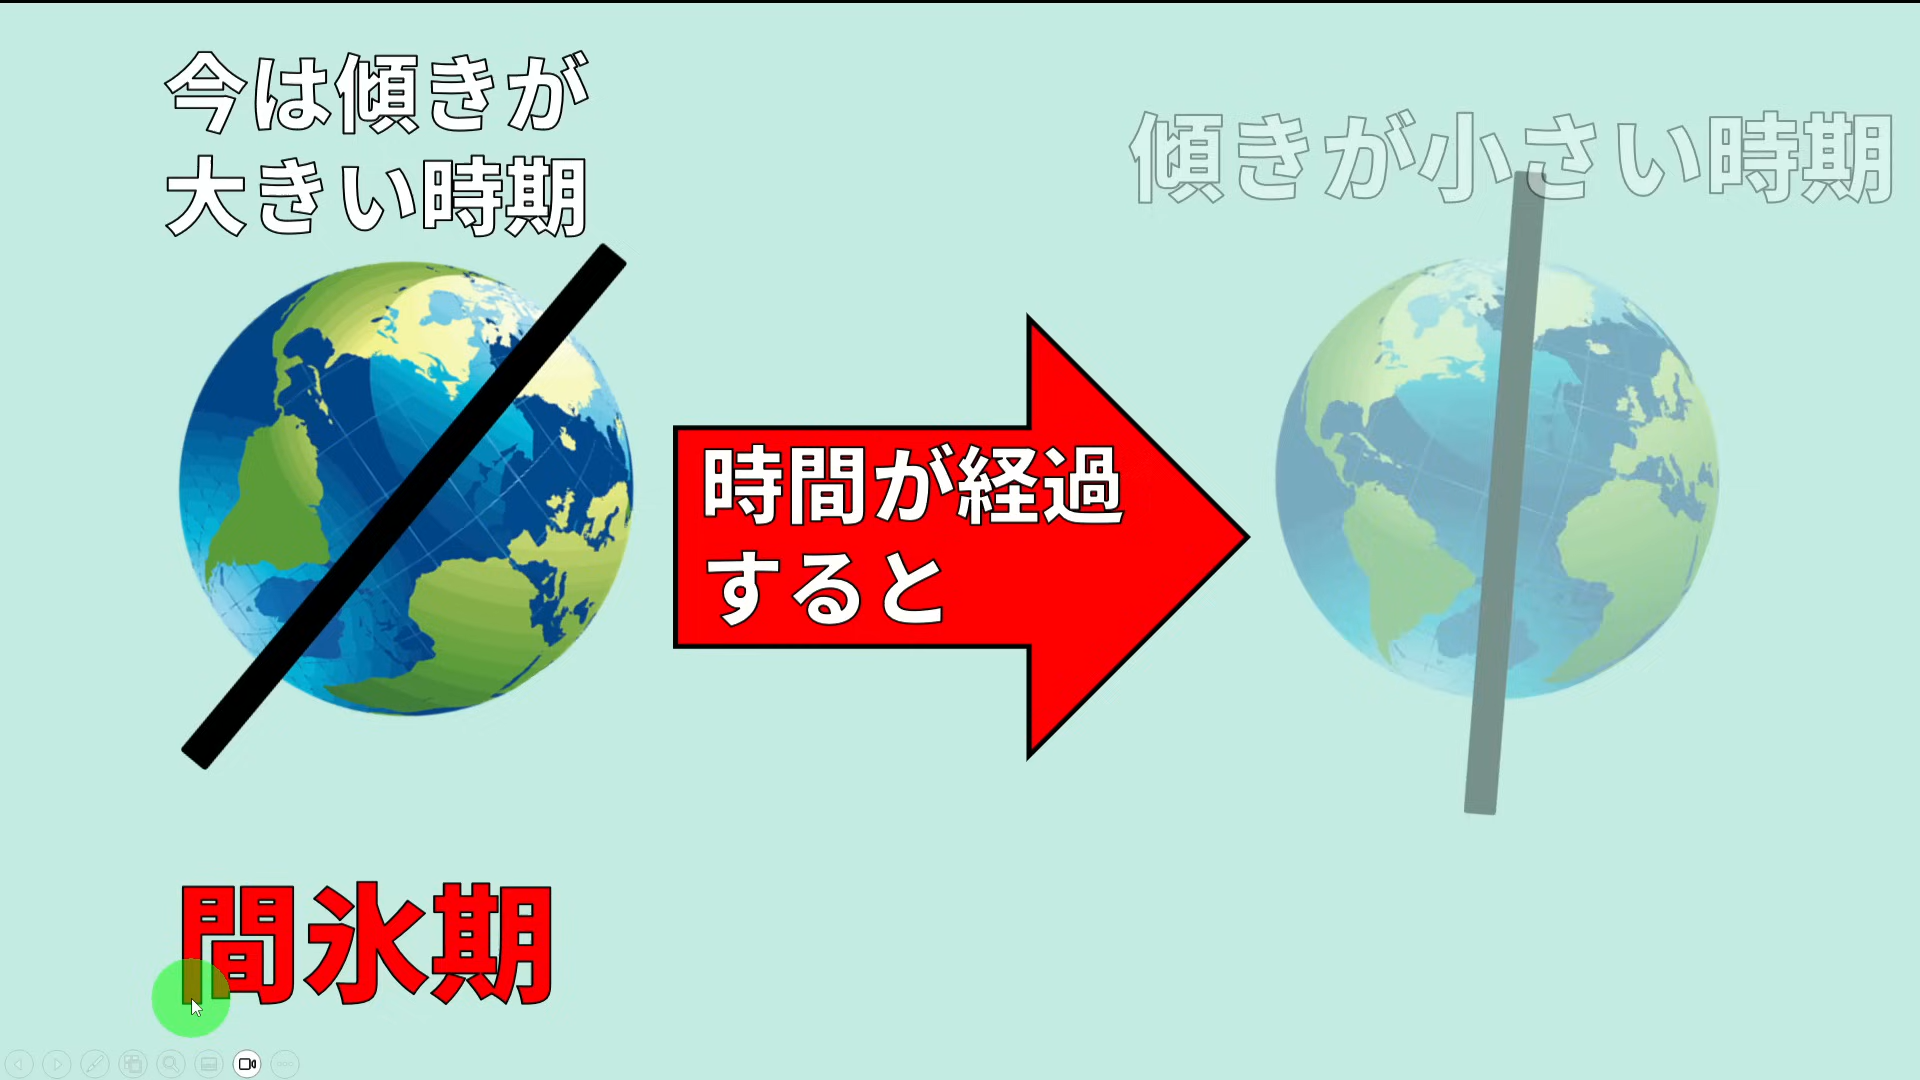 今は傾きが
大きい時期
傾きが小さい時期
時間が経過
すると
間氷期